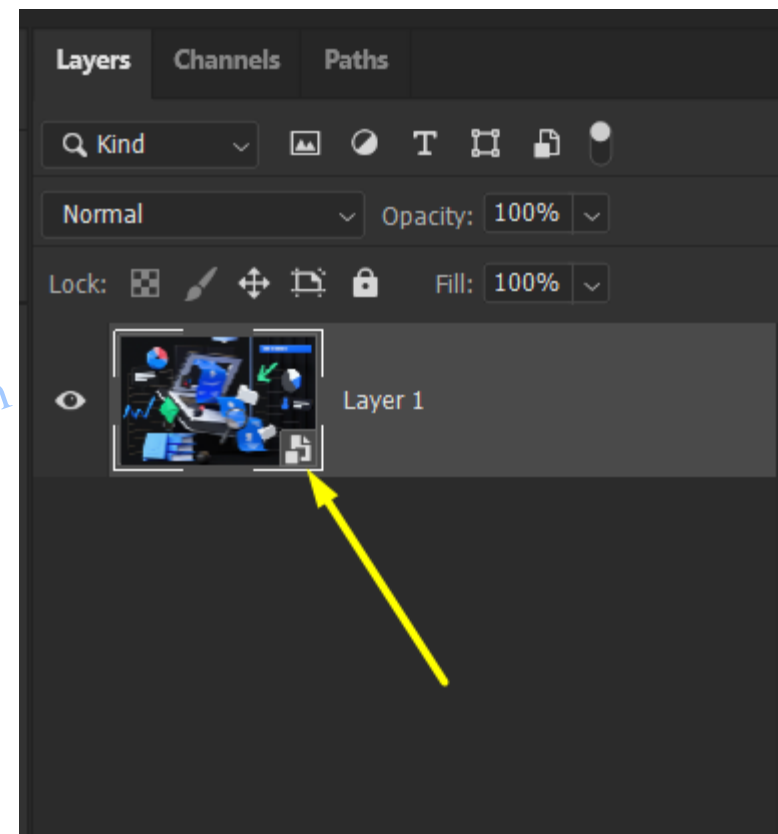 Layers Channels Paths
Kind
Normal Opacity: 100%
Lock: Fill: 100%
Layer 1